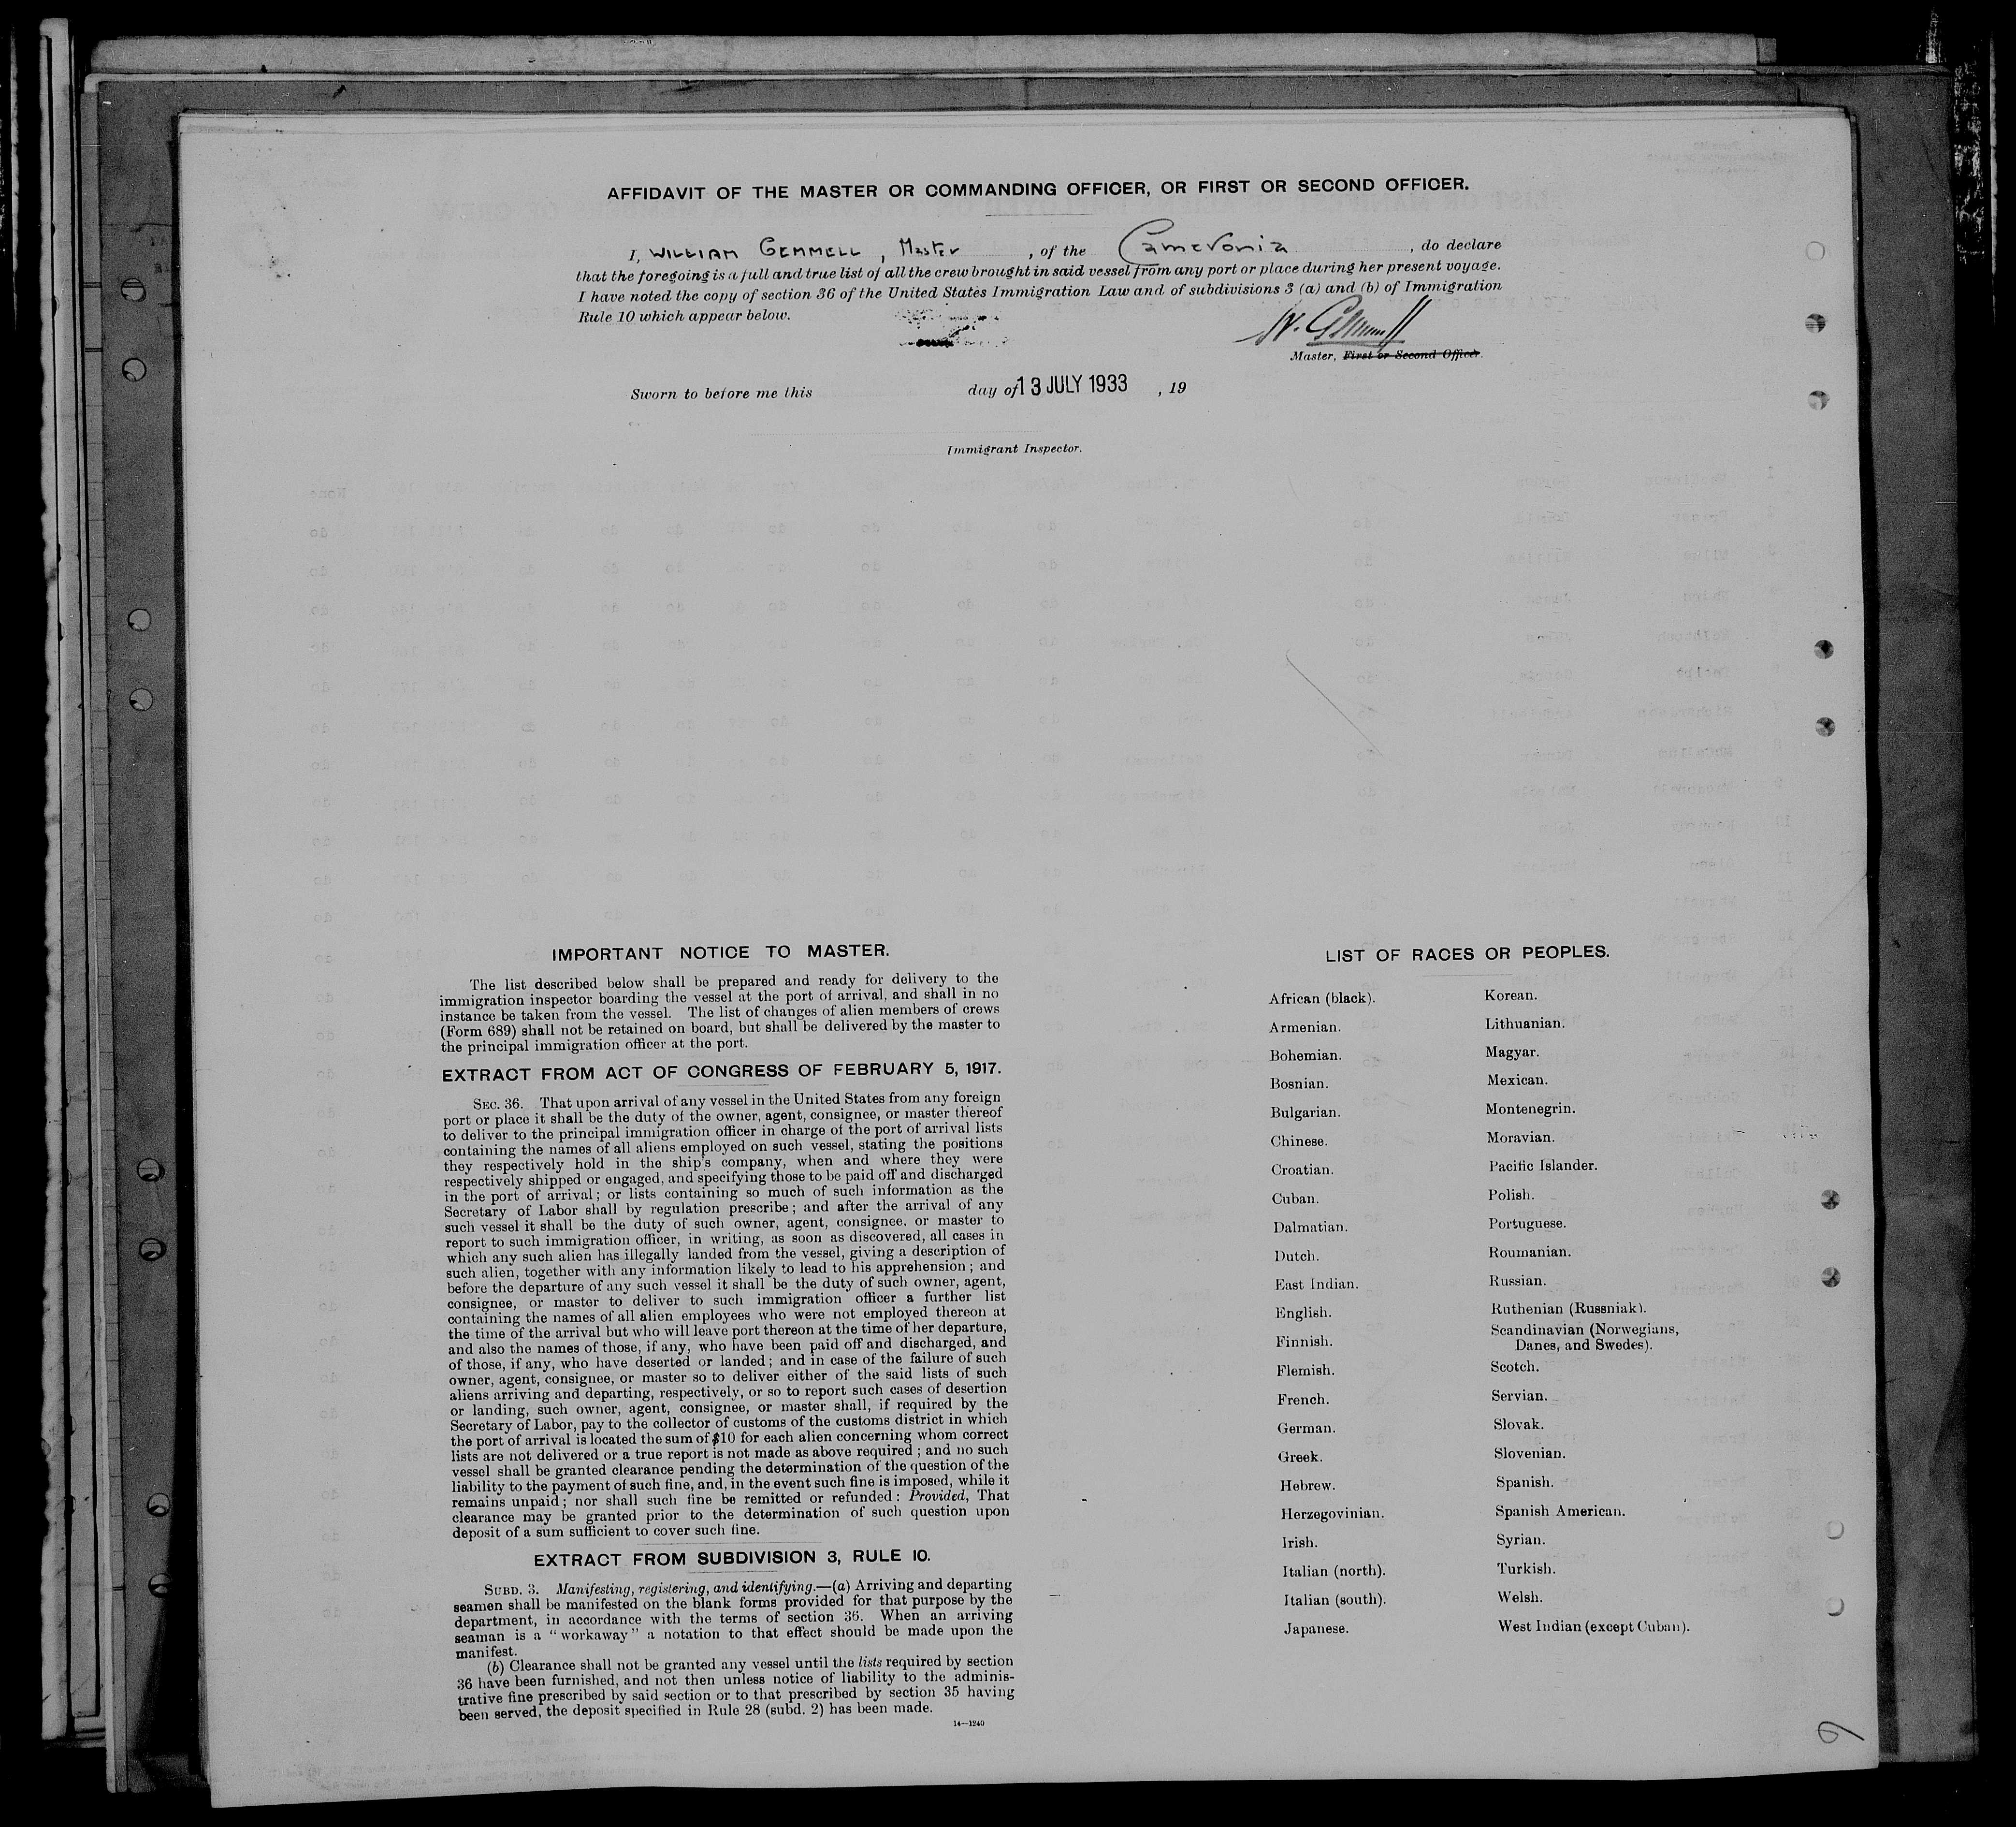 AFFIDAVIT OF THE MASTER OR COMMANDING OFFICER, OR FIRST OR SECOND OFFICER.
I, WILLIAM GEMMELL, Master, of the Cameronia, do declare
that the foregoing is a full and true list of all the crew brought in said vessel from any port or place during her present voyage.
I have noted the copy of section 36 of the United States Immigration Law and of subdivisions 3 (a) and (b) of Immigration
Rule 10 which appear below.
W. Gemmell
Master, First or Second Officer.
Sworn to before me this day of 13 JULY 1933, 19
Immigrant Inspector.
IMPORTANT NOTICE TO MASTER.
The list described below shall be prepared and ready for delivery to the
immigration inspector boarding the vessel at the port of arrival, and shall in no
instance be taken from the vessel. The list of changes of alien members of crews
(Form 689) shall not be retained on board, but shall be delivered by the master to
the principal immigration officer at the port.
EXTRACT FROM ACT OF CONGRESS OF FEBRUARY 5, 1917.
SEC. 36. That upon arrival of any vessel in the United States from any foreign
port or place it shall be the duty of the owner, agent, consignee, or master thereof
to deliver to the principal immigration officer in charge of the port of arrival lists
containing the names of all aliens employed on such vessel, stating the positions
they respectively hold in the ship's company, when and where they were
respectively shipped or engaged, and specifying those to be paid off and discharged
in the port of arrival; or lists containing so much of such information as the
Secretary of Labor shall by regulation prescribe; and after the arrival of any
such vessel it shall be the duty of such owner, agent, consignee, or master to
report to such immigration officer, in writing, as soon as discovered, all cases in
which any such alien has illegally landed from the vessel, giving a description of
such alien, together with any information likely to lead to his apprehension; and
before the departure of any such vessel it shall be the duty of such owner, agent,
consignee, or master to deliver to such immigration officer a further list
containing the names of all alien employees who were not employed thereon at
the time of the arrival but who will leave port thereon at the time of her departure,
and also the names of those, if any, who have been paid off and discharged, and
of those, if any, who have deserted or landed; and in case of the failure of such
owner, agent, consignee, or master so to deliver either of the said lists of such
aliens arriving and departing, respectively, or so to report such cases of desertion
or landing, such owner, agent, consignee, or master shall, if required by the
Secretary of Labor, pay to the collector of customs of the customs district in which
the port of arrival is located the sum of $10 for each alien concerning whom correct
lists are not delivered or a true report is not made as above required; and no such
vessel shall be granted clearance pending the determination of the question of the
liability to the payment of such fine, and, in the event such fine is imposed, while it
remains unpaid; nor shall such fine be remitted or refunded: Provided, That
clearance may be granted prior to the determination of such question upon
deposit of a sum sufficient to cover such fine.
EXTRACT FROM SUBDIVISION 3, RULE 10.
SUBD. 3. Manifesting, registering, and identifying.—(a) Arriving and departing
seamen shall be manifested on the blank forms provided for that purpose by the
department, in accordance with the terms of section 36. When an arriving
seaman is a "workaway" a notation to that effect should be made upon the
manifest.
(b) Clearance shall not be granted any vessel until the lists required by section
36 have been furnished, and not then unless notice of liability to the adminis-
trative fine prescribed by said section or to that prescribed by section 35 having
been served, the deposit specified in Rule 28 (subd. 2) has been made.
14—1240
LIST OF RACES OR PEOPLES.
African (black).
Armenian.
Bohemian.
Bosnian.
Bulgarian.
Chinese.
Croatian.
Cuban.
Dalmatian.
Dutch.
East Indian.
English.
Finnish.
Flemish.
French.
German.
Greek.
Hebrew.
Herzegovinian.
Irish.
Italian (north).
Italian (south).
Japanese.
Korean.
Lithuanian.
Magyar.
Mexican.
Montenegrin.
Moravian.
Pacific Islander.
Polish.
Portuguese.
Roumanian.
Russian.
Ruthenian (Russniak).
Scandinavian (Norwegians,
Danes, and Swedes).
Scotch.
Servian.
Slovak.
Slovenian.
Spanish.
Spanish American.
Syrian.
Turkish.
Welsh.
West Indian (except Cuban).